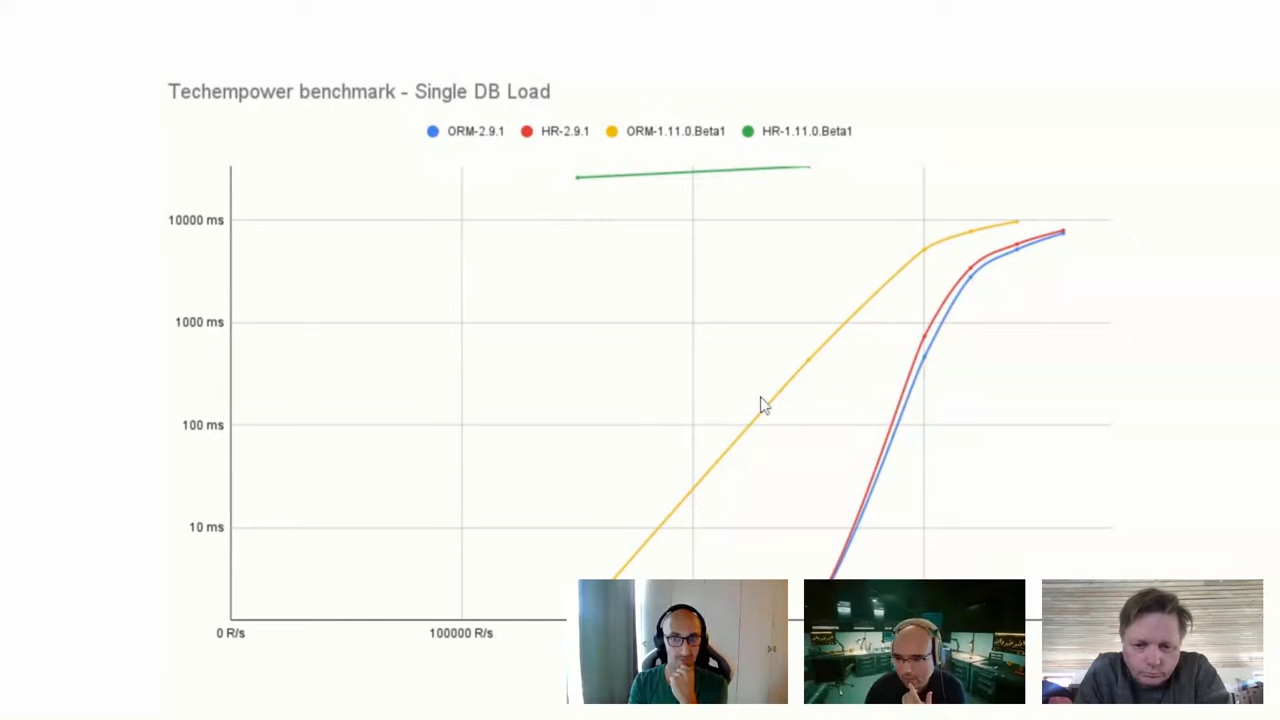 Techempower benchmark - Single DB Load
ORM-2.9.1 HR-2.9.1 ORM-1.11.0.Beta1 HR-1.11.0.Beta1
10000 ms
1000 ms
100 ms
10 ms
0 R/s 100000 R/s